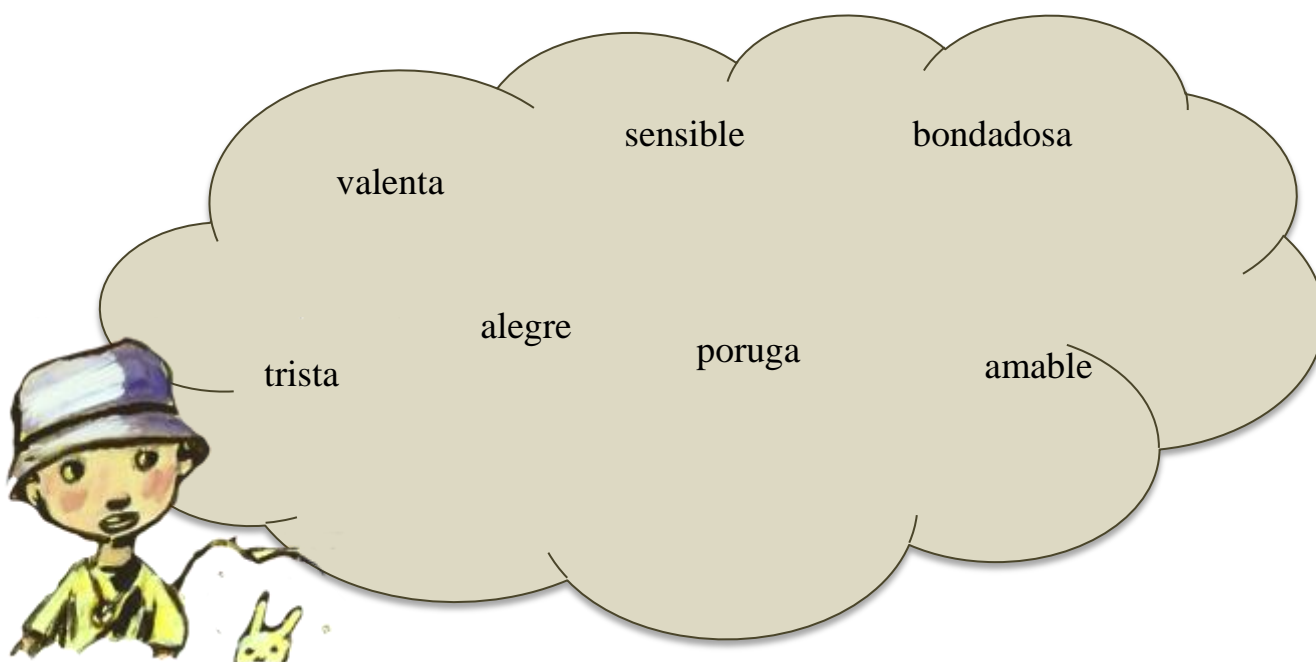 sensible bondadosa
valenta
alegre
poruga
amable
trista